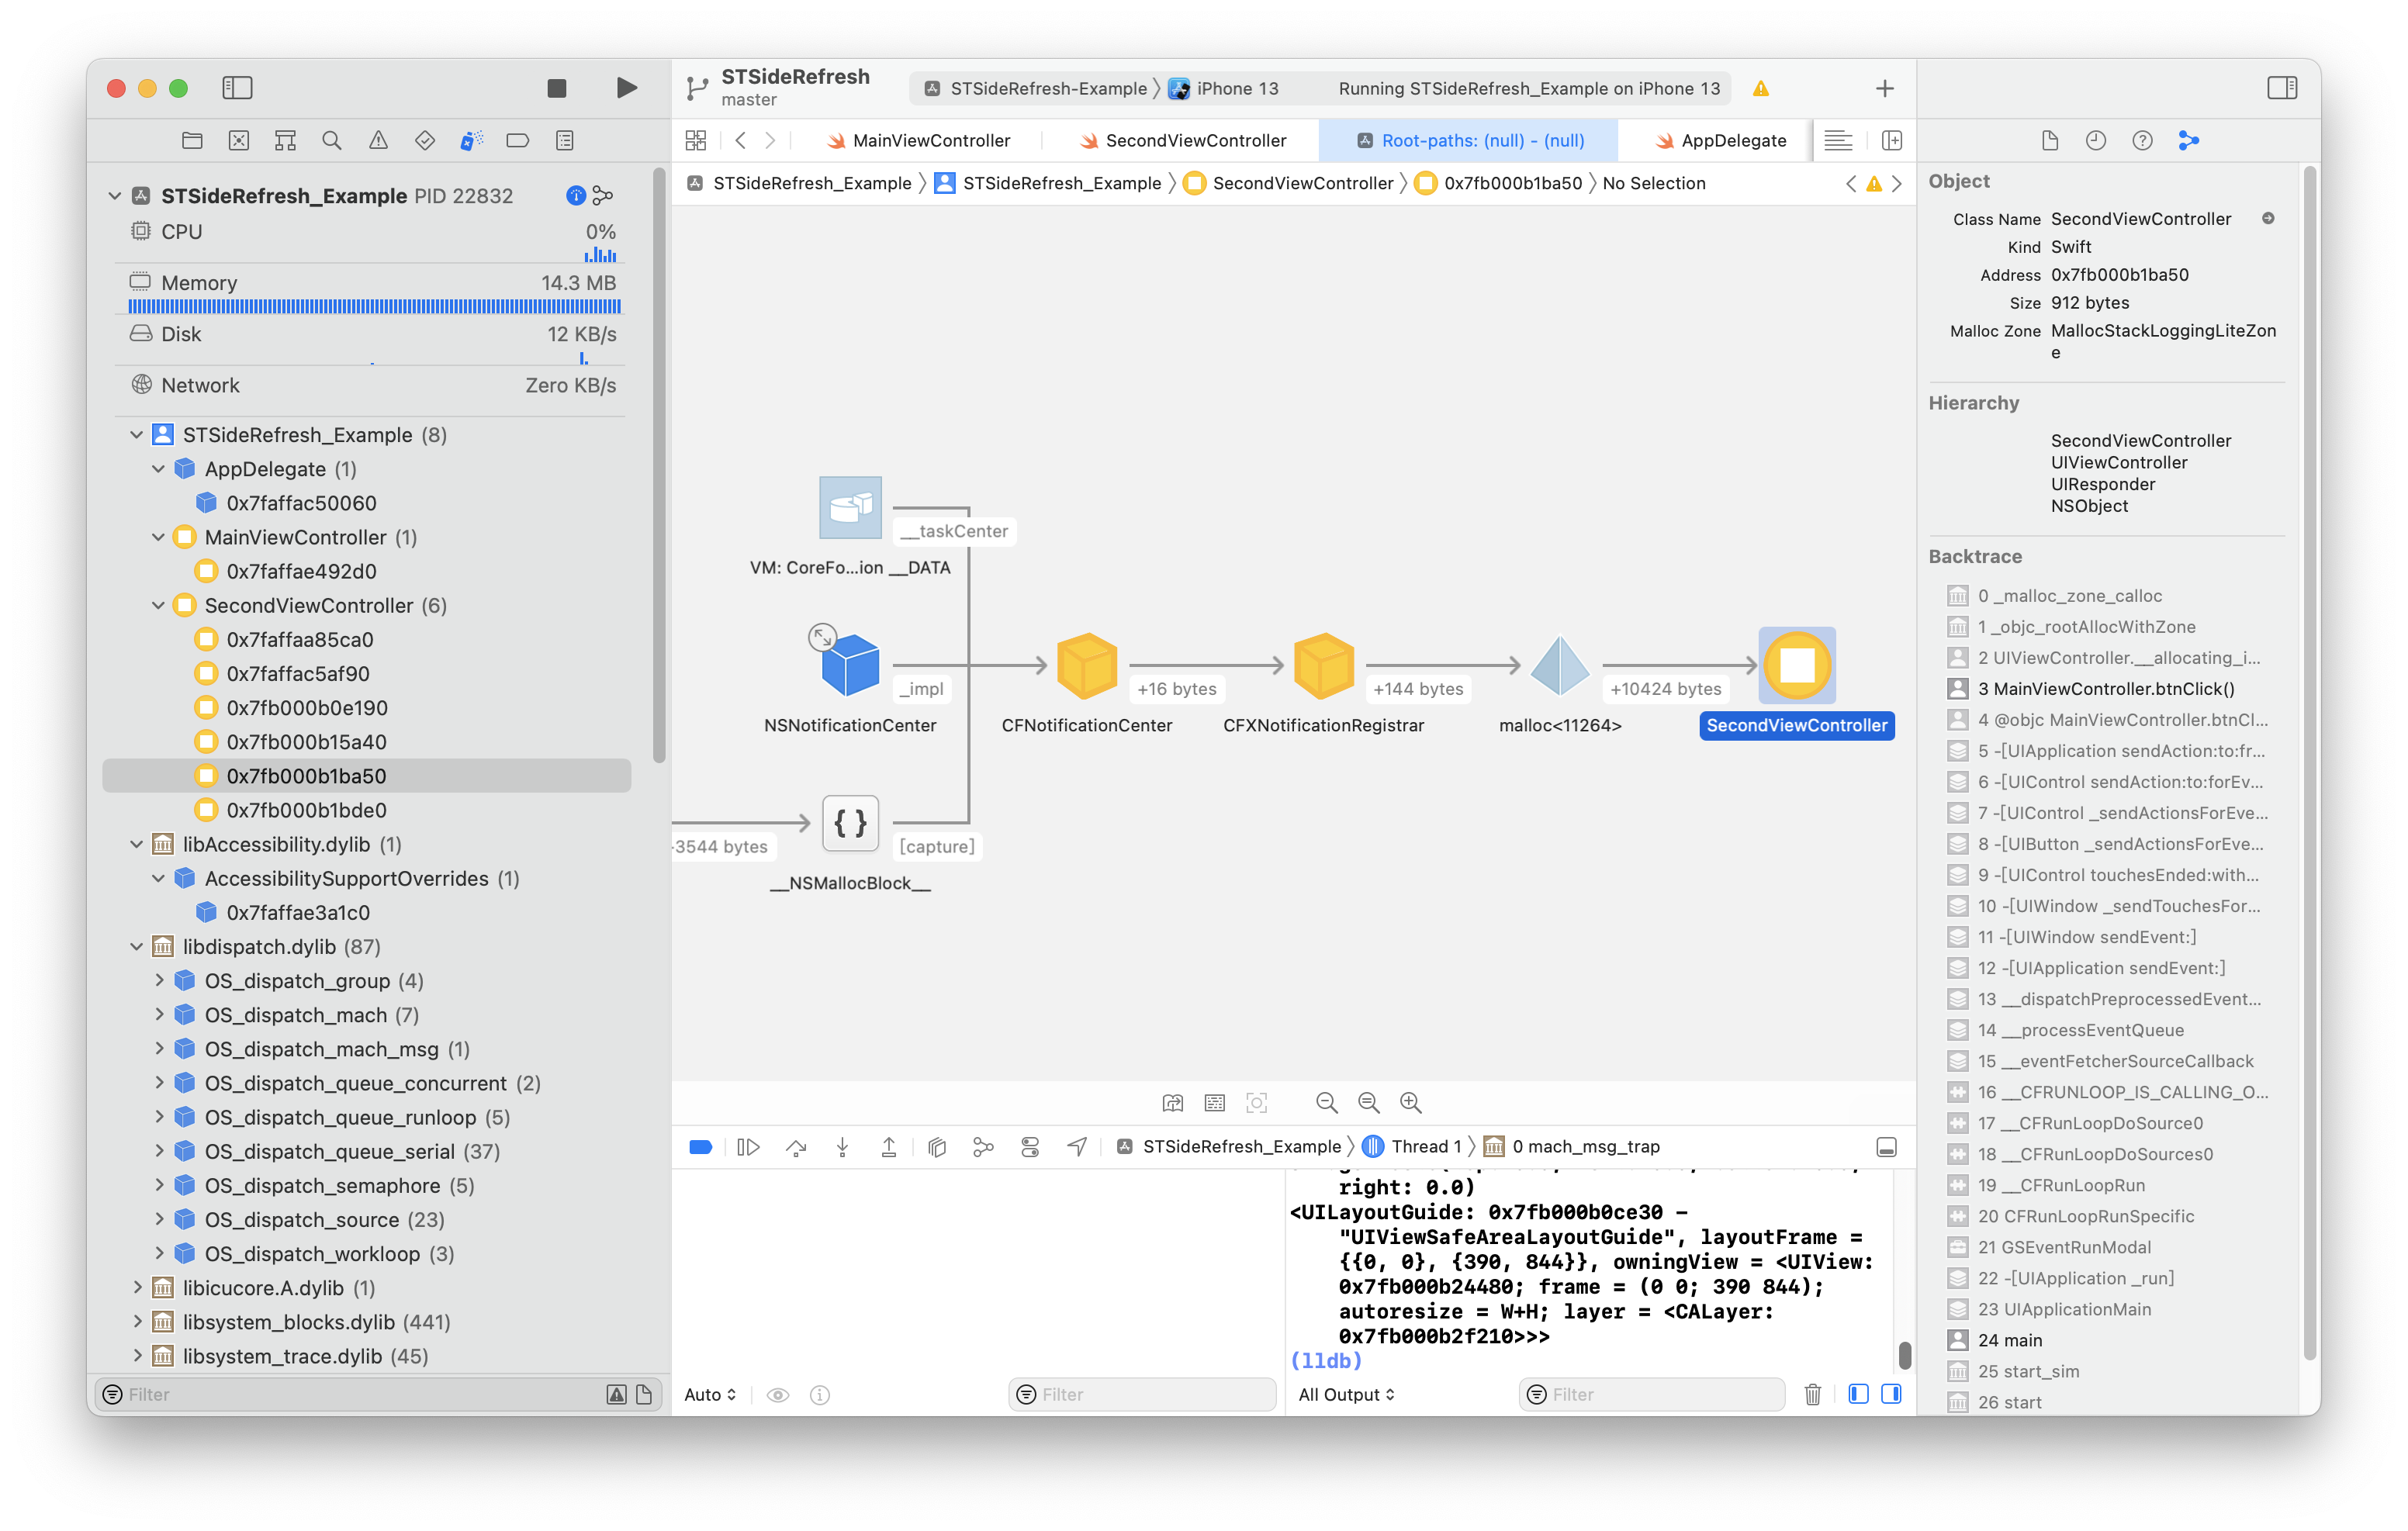 STSideRefresh
master
STSideRefresh-Example
iPhone 13
Running STSideRefresh_Example on iPhone 13
MainViewController
SecondViewController
Root-paths: (null) - (null)
AppDelegate
STSideRefresh_Example
STSideRefresh_Example
SecondViewController
0x7fb000b1ba50
No Selection
STSideRefresh_Example PID 22832
CPU 0%
Memory 14.3 MB
Disk 12 KB/s
Network Zero KB/s
STSideRefresh_Example (8)
AppDelegate (1)
0x7faffac50060
MainViewController (1)
0x7faffae492d0
SecondViewController (6)
0x7faffaa85ca0
0x7faffac5af90
0x7fb000b0e190
0x7fb000b15a40
0x7fb000b1ba50
0x7fb000b1bde0
libAccessibility.dylib (1)
AccessibilitySupportOverrides (1)
0x7faffae3a1c0
libdispatch.dylib (87)
OS_dispatch_group (4)
OS_dispatch_mach (7)
OS_dispatch_mach_msg (1)
OS_dispatch_queue_concurrent (2)
OS_dispatch_queue_runloop (5)
OS_dispatch_queue_serial (37)
OS_dispatch_semaphore (5)
OS_dispatch_source (23)
OS_dispatch_workloop (3)
libicucore.A.dylib (1)
libsystem_blocks.dylib (441)
libsystem_trace.dylib (45)
Filter
__taskCenter
VM: CoreFo...ion __DATA
_impl
+16 bytes
+144 bytes
+10424 bytes
NSNotificationCenter
CFNotificationCenter
CFXNotificationRegistrar
malloc<11264>
SecondViewController
{ }
3544 bytes
[capture]
__NSMallocBlock__
STSideRefresh_Example
Thread 1
0 mach_msg_trap
right: 0.0)
<UILayoutGuide: 0x7fb000b0ce30 -
"UIViewSafeAreaLayoutGuide", layoutFrame =
{{0, 0}, {390, 844}}, owningView = <UIView:
0x7fb000b24480; frame = (0 0; 390 844);
autoresize = W+H; layer = <CALayer:
0x7fb000b2f210>>>
(lldb)
Auto
Filter
All Output
Filter
Object
Class Name SecondViewController
Kind Swift
Address 0x7fb000b1ba50
Size 912 bytes
Malloc Zone MallocStackLoggingLiteZon
e
Hierarchy
SecondViewController
UIViewController
UIResponder
NSObject
Backtrace
0 _malloc_zone_calloc
1 _objc_rootAllocWithZone
2 UIViewController.__allocating_i...
3 MainViewController.btnClick()
4 @objc MainViewController.btnCl...
5 -[UIApplication sendAction:to:fr...
6 -[UIControl sendAction:to:forEv...
7 -[UIControl _sendActionsForEve...
8 -[UIButton _sendActionsForEve...
9 -[UIControl touchesEnded:with...
10 -[UIWindow _sendTouchesFor...
11 -[UIWindow sendEvent:]
12 -[UIApplication sendEvent:]
13 __dispatchPreprocessedEvent...
14 __processEventQueue
15 __eventFetcherSourceCallback
16 __CFRUNLOOP_IS_CALLING_O...
17 __CFRunLoopDoSource0
18 __CFRunLoopDoSources0
19 __CFRunLoopRun
20 CFRunLoopRunSpecific
21 GSEventRunModal
22 -[UIApplication _run]
23 UIApplicationMain
24 main
25 start_sim
26 start